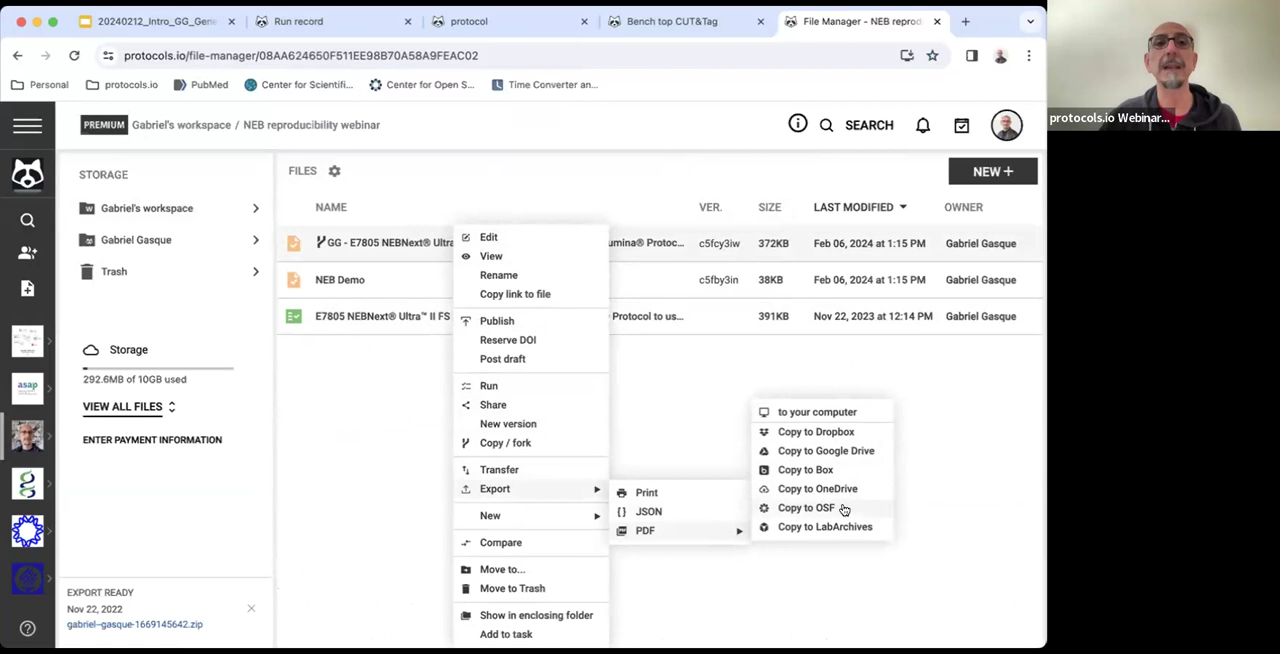 20240212_Intro_GG_Gene
Run record
protocol
Bench top CUT&Tag
File Manager - NEB reprod
protocols.io/file-manager/08AA624650F511EE98B70A58A9FEAC02
Personal
protocols.io
PubMed
Center for Scientifi...
Center for Open S...
Time Converter an...
PREMIUM Gabriel's workspace / NEB reproducibility webinar
SEARCH
protocols.io Webinar...
STORAGE
Gabriel's workspace
Gabriel Gasque
Trash
Storage
292.6MB of 10GB used
VIEW ALL FILES
ENTER PAYMENT INFORMATION
asap
EXPORT READY
Nov 22, 2022
gabriel-gasque-1669145642.zip
FILES
NEW+
NAME VER. SIZE LAST MODIFIED OWNER
GG - E7805 NEBNext® Ultra umina® Protoc... c5fcy3iw 372KB Feb 06, 2024 at 1:15 PM Gabriel Gasque
NEB Demo c5fby3in 38KB Feb 06, 2024 at 1:15 PM Gabriel Gasque
E7805 NEBNext® Ultra™ II FS Protocol to us... 391KB Nov 22, 2023 at 12:14 PM Gabriel Gasque
Edit
View
Rename
Copy link to file
Publish
Reserve DOI
Post draft
Run
Share
New version
Copy / fork
Transfer
Export
New
Compare
Move to...
Move to Trash
Show in enclosing folder
Add to task
Print
JSON
PDF
to your computer
Copy to Dropbox
Copy to Google Drive
Copy to Box
Copy to OneDrive
Copy to OSF
Copy to LabArchives